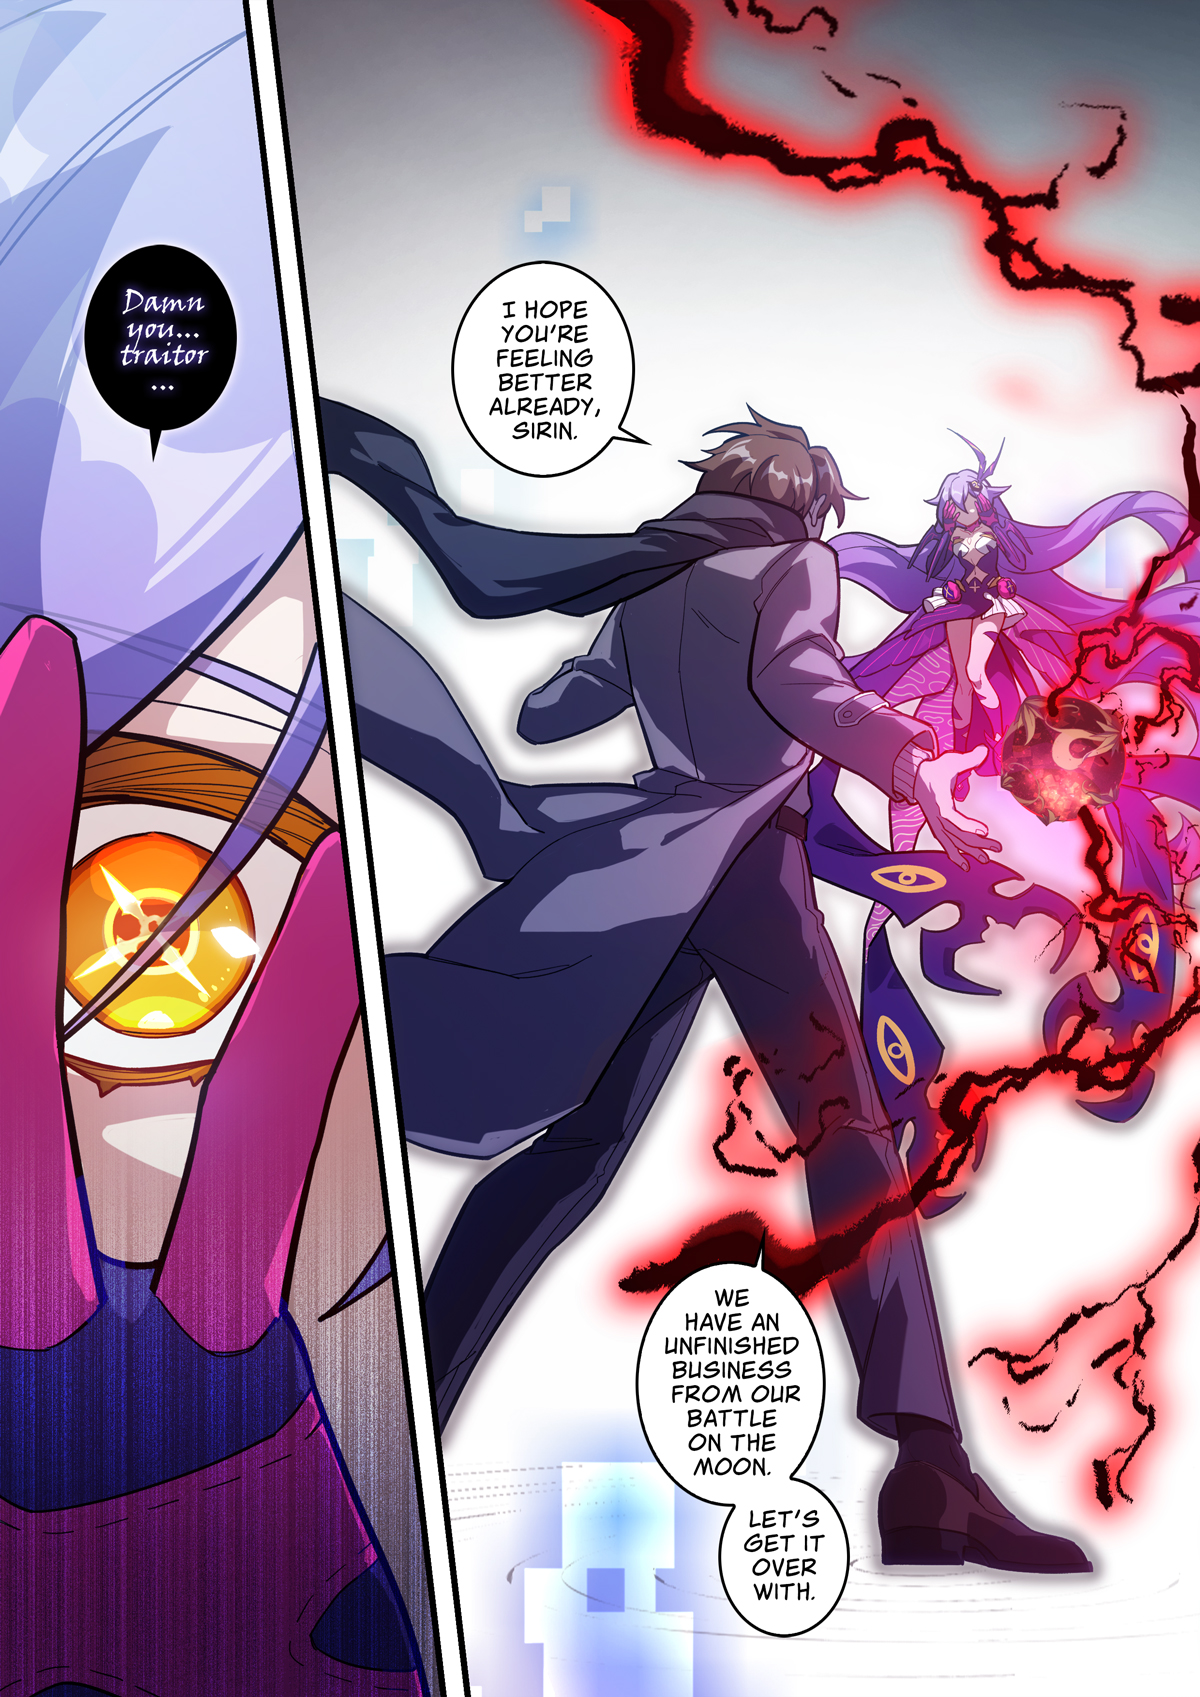 Damn
you...
traitor
...
I HOPE
YOU'RE
FEELING
BETTER
ALREADY,
SIRIN.
WE
HAVE AN
UNFINISHED
BUSINESS
FROM OUR
BATTLE
ON THE
MOON.
LET'S
GET IT
OVER
WITH.